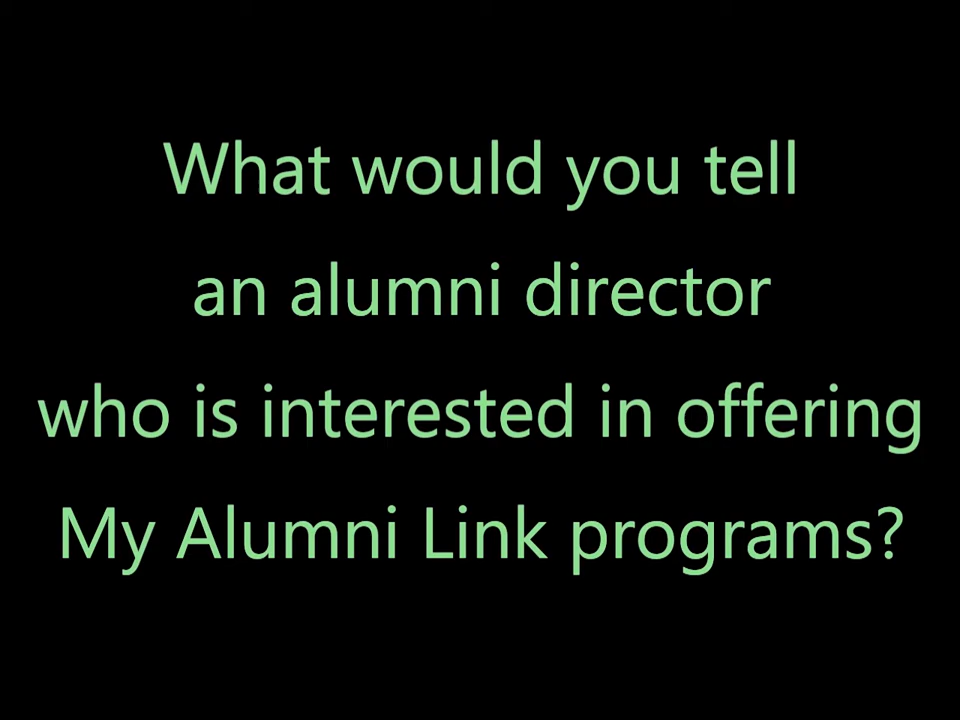 What would you tell
an alumni director
who is interested in offering
My Alumni Link programs?